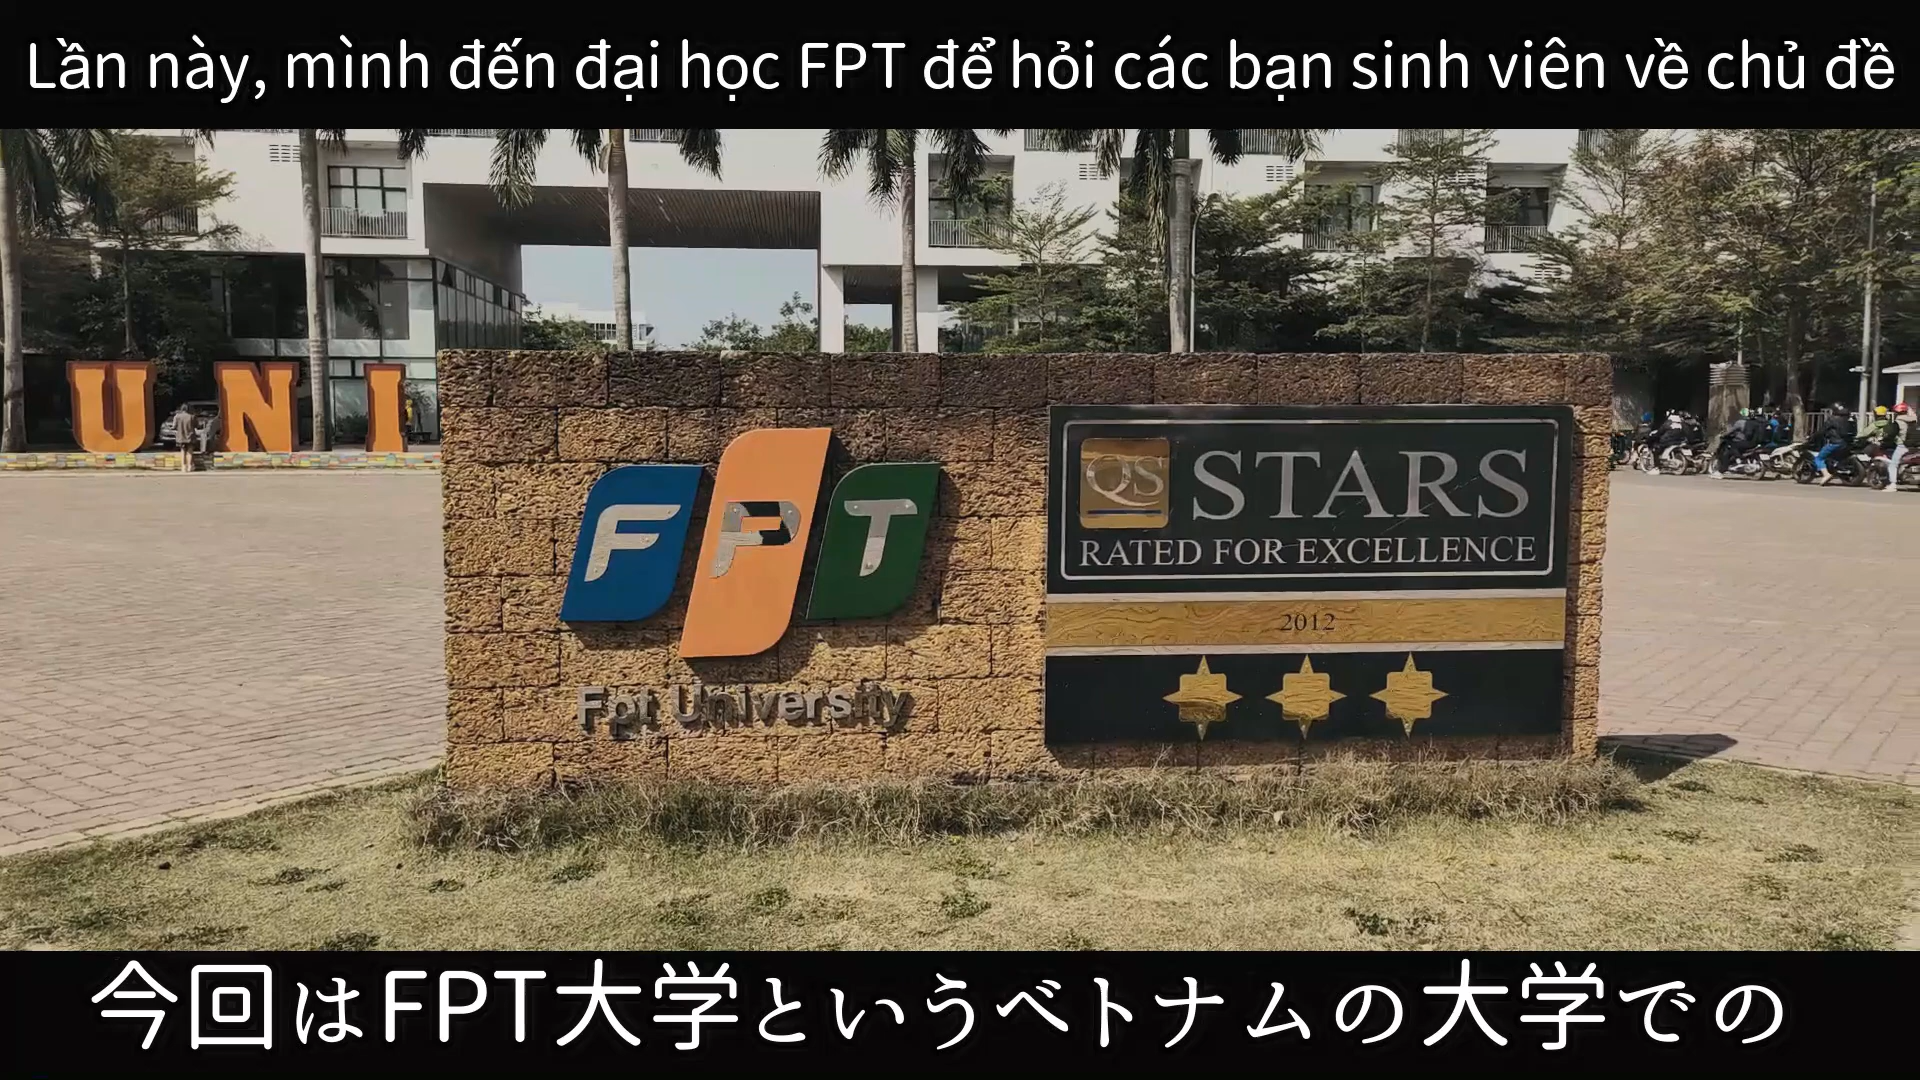 Lần này, mình đến đại học FPT để hỏi các bạn sinh viên về chủ đề
UNI
FPT
Fpt University
QS STARS
RATED FOR EXCELLENCE
2012
今回はFPT大学というベトナムの大学での